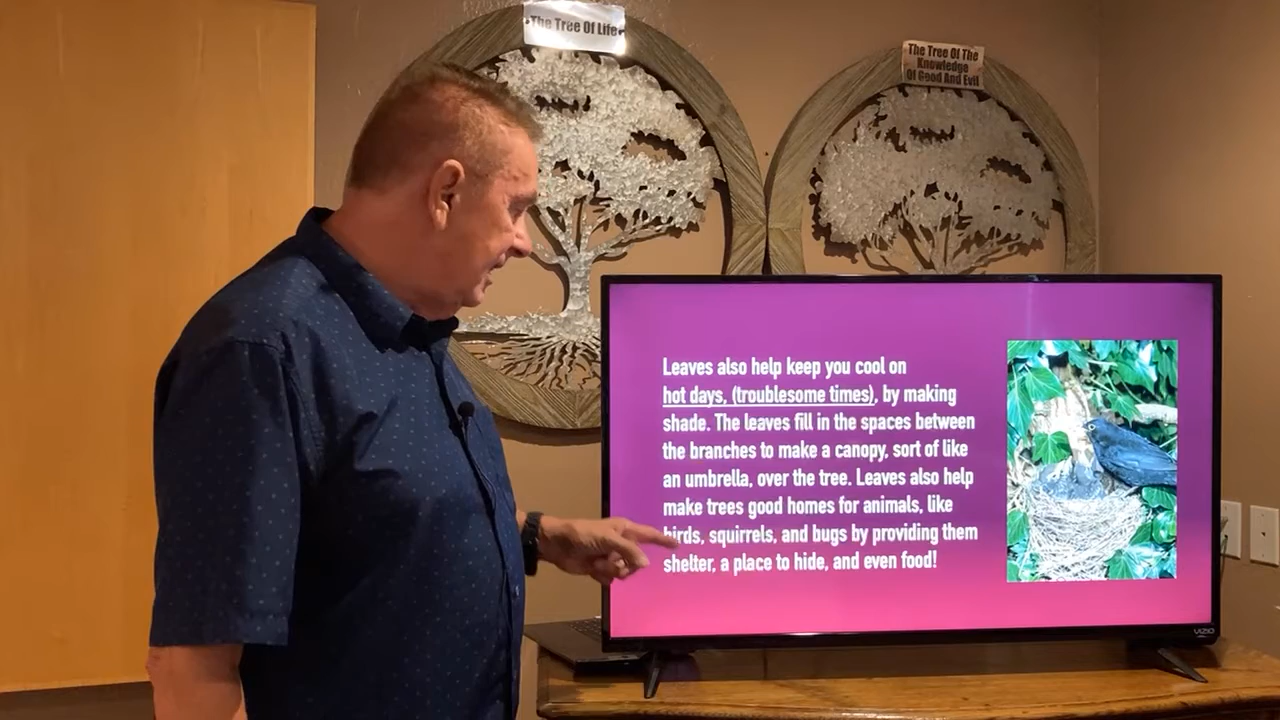 •The Tree Of Life•
The Tree Of The
Knowledge
Of Good And Evil
Leaves also help keep you cool on
hot days, (troublesome times), by making
shade. The leaves fill in the spaces between
the branches to make a canopy, sort of like
an umbrella, over the tree. Leaves also help
make trees good homes for animals, like
birds, squirrels, and bugs by providing them
shelter, a place to hide, and even food!
VIZIO